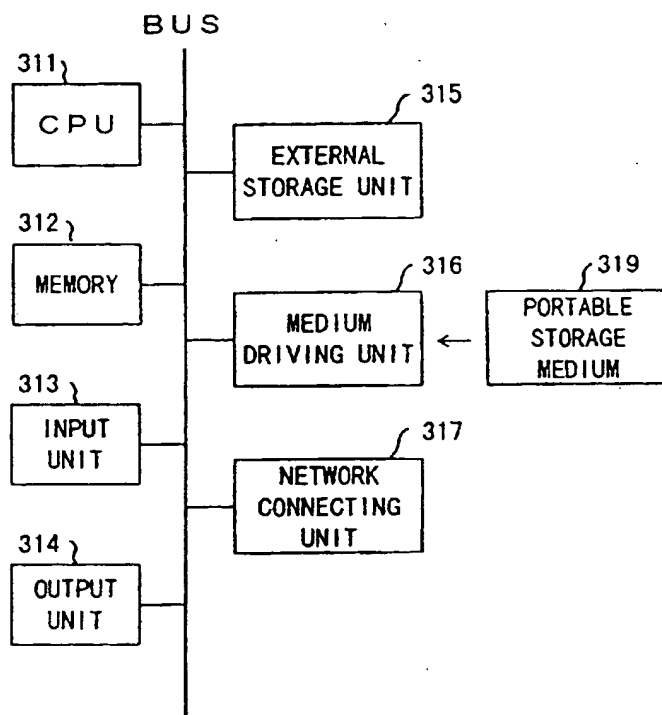 BUS
311
CPU
315
EXTERNAL
STORAGE UNIT
312
MEMORY
316
MEDIUM
DRIVING UNIT
319
PORTABLE
STORAGE
MEDIUM
313
INPUT
UNIT
317
NETWORK
CONNECTING
UNIT
314
OUTPUT
UNIT